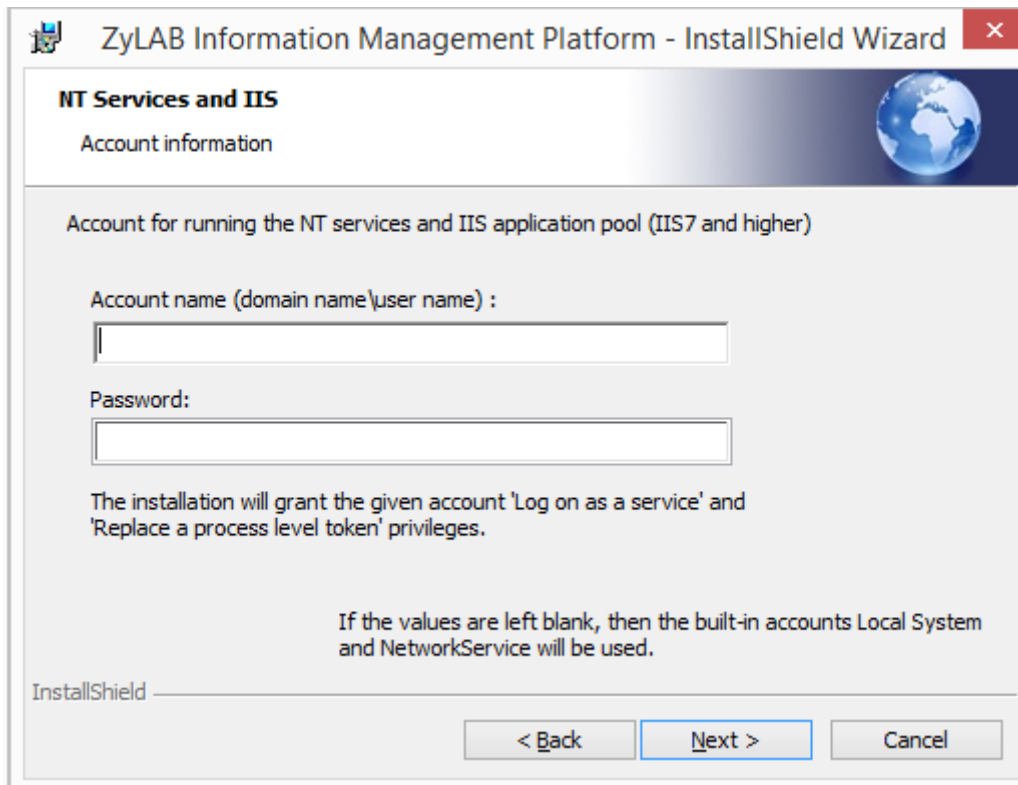 ZyLAB Information Management Platform - InstallShield Wizard
NT Services and IIS
Account information
Account for running the NT services and IIS application pool (IIS7 and higher)
Account name (domain name\user name) :
Password:
The installation will grant the given account 'Log on as a service' and
'Replace a process level token' privileges.
If the values are left blank, then the built-in accounts Local System
and NetworkService will be used.
InstallShield
< Back Next > Cancel